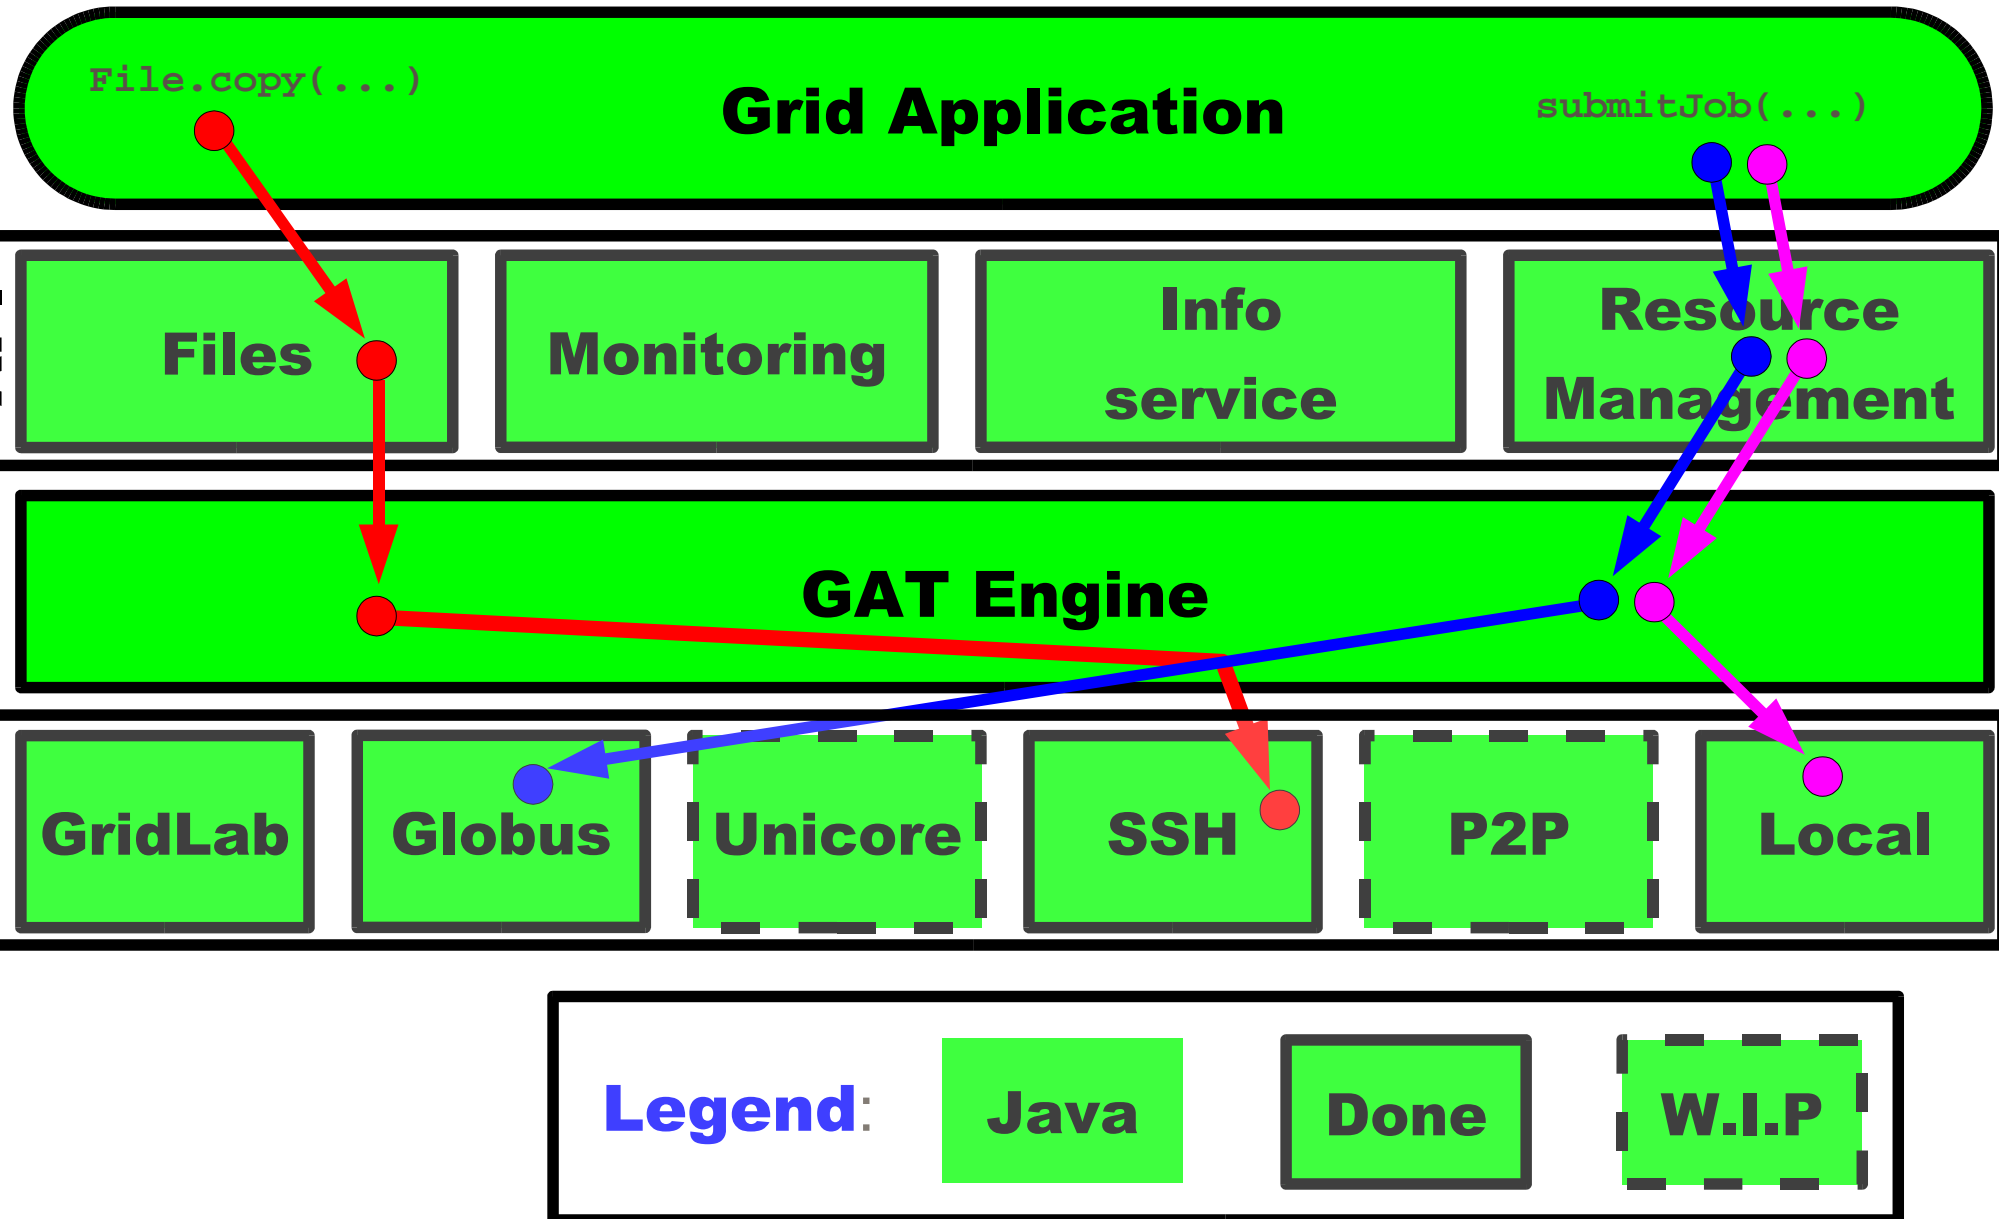 File.copy(...)
Grid Application
submitJob(...)
Files
Monitoring
Info
service
Resource
Management
GAT Engine
GridLab
Globus
Unicore
SSH
P2P
Local
Legend:
Java
Done
W.I.P